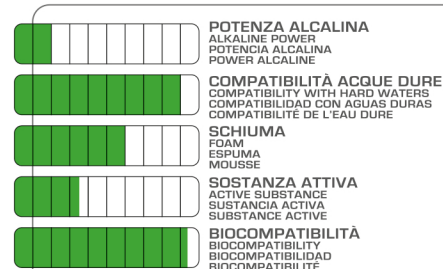 POTENZA ALCALINA
ALKALINE POWER
POTENCIA ALCALINA
POWER ALCALINE
COMPATIBILITÀ ACQUE DURE
COMPATIBILITY WITH HARD WATERS
COMPATIBILIDAD CON AGUAS DURAS
COMPATIBILITÉ DE L'EAU DURE
SCHIUMA
FOAM
ESPUMA
MOUSSE
SOSTANZA ATTIVA
ACTIVE SUBSTANCE
SUSTANCIA ACTIVA
SUBSTANCE ACTIVE
BIOCOMPATIBILITÀ
BIOCOMPATIBILITY
BIOCOMPATIBILIDAD
BIOCOMPATIBILITÉ